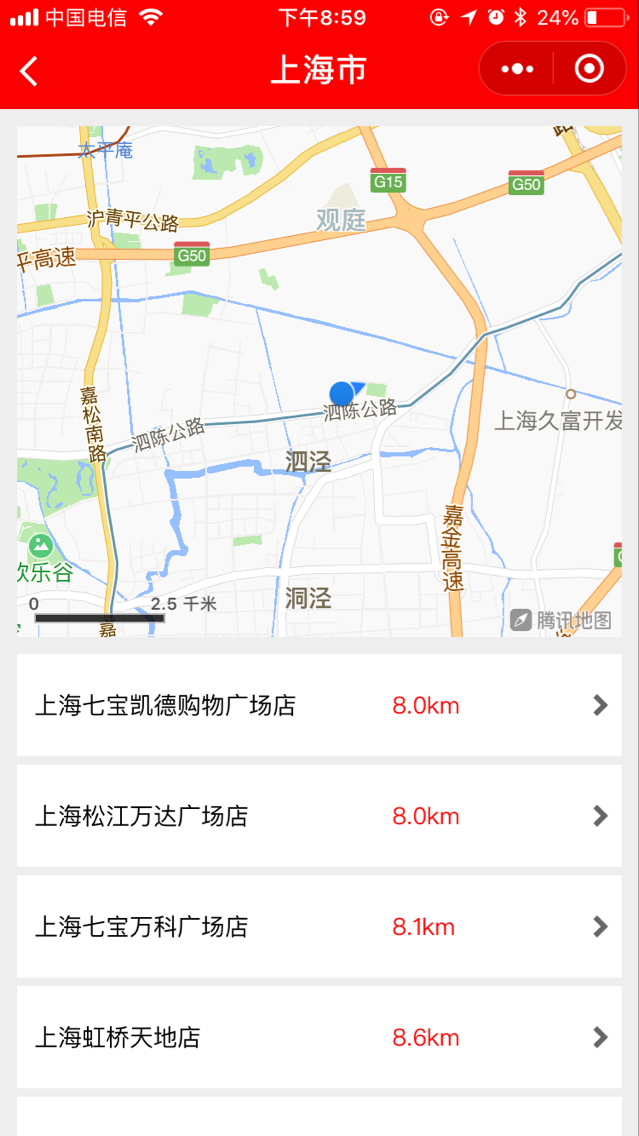 中国电信 下午8:59 24%
上海市
太平庵
路
G15
G50
沪青平公路
观庭
G50
平高速
嘉松南路
泗陈公路
泗陈公路
上海久富开发
泗泾
嘉金高速
欢乐谷
洞泾
0 2.5 千米
嘉
腾讯地图
上海七宝凯德购物广场店 8.0km
上海松江万达广场店 8.0km
上海七宝万科广场店 8.1km
上海虹桥天地店 8.6km